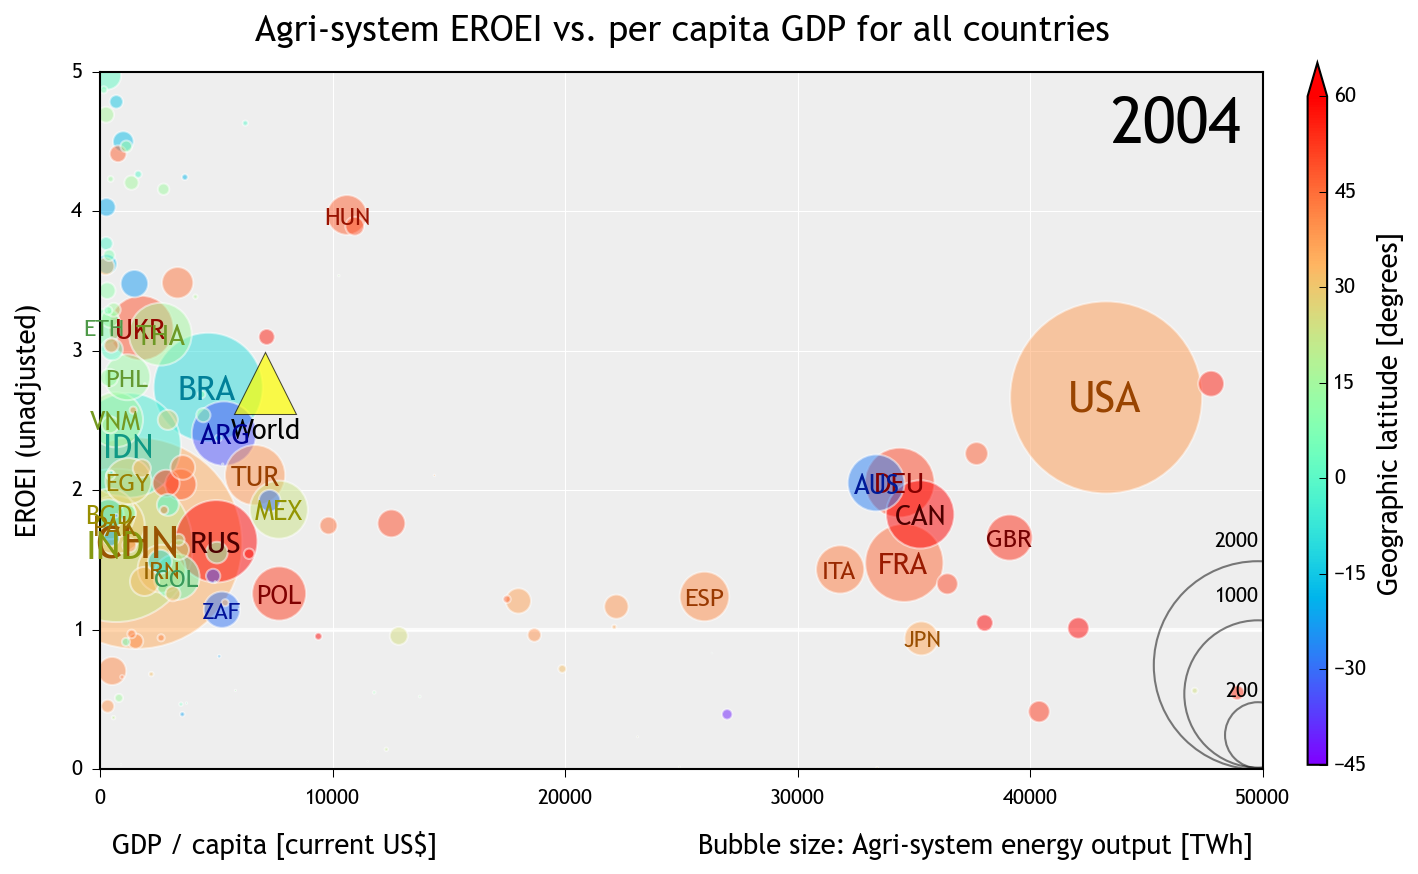 Agri-system EROEI vs. per capita GDP for all countries
2004
EROEI (unadjusted)
5
4
3
2
1
0
HUN
ETH
UKR
THA
PHL
BRA
USA
VNM
ARG
World
IDN
EGY
TUR
AUS
DEU
BGD
PAK
MEX
CAN
IND
CHN
RUS
GBR
IRN
COL
ITA
FRA
POL
ESP
ZAF
JPN
2000
1000
200
0
10000
20000
30000
40000
50000
GDP / capita [current US$]
Bubble size: Agri-system energy output [TWh]
60
45
30
15
0
−15
−30
−45
Geographic latitude [degrees]